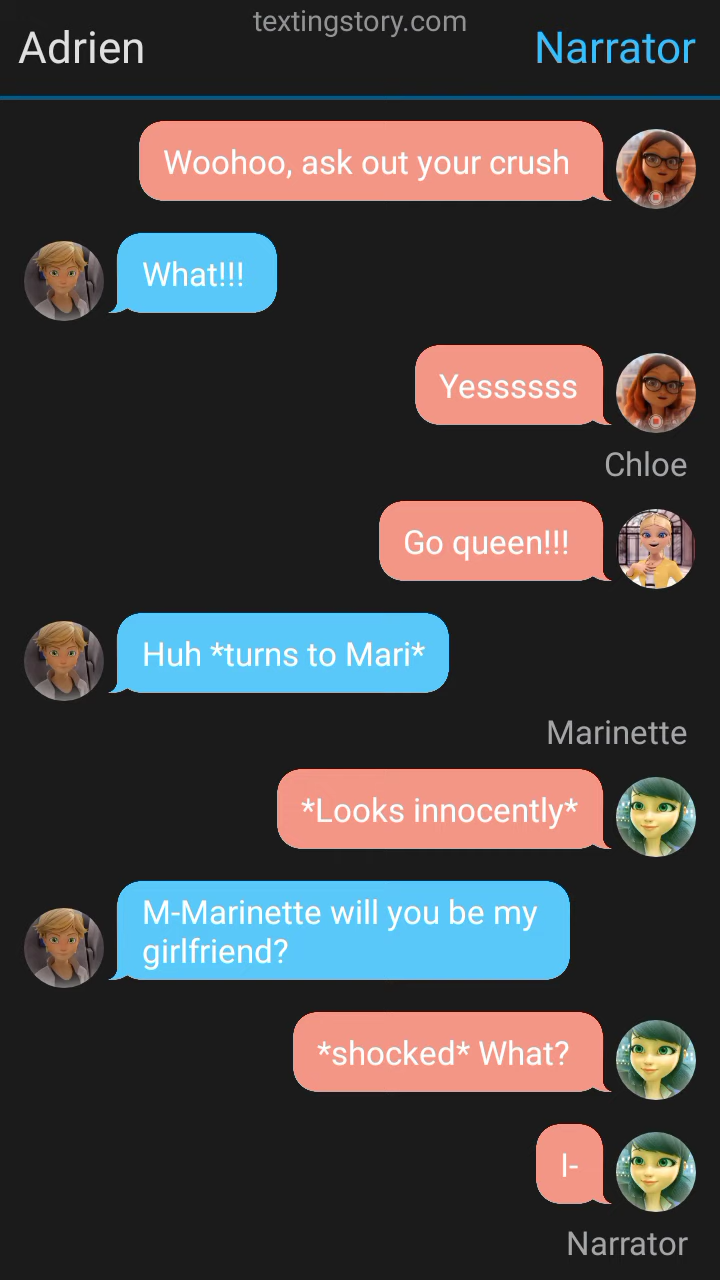 textingstory.com
Adrien
Narrator
Woohoo, ask out your crush
What!!!
Yessssss
Chloe
Go queen!!!
Huh *turns to Mari*
Marinette
*Looks innocently*
M-Marinette will you be my
girlfriend?
*shocked* What?
I-
Narrator